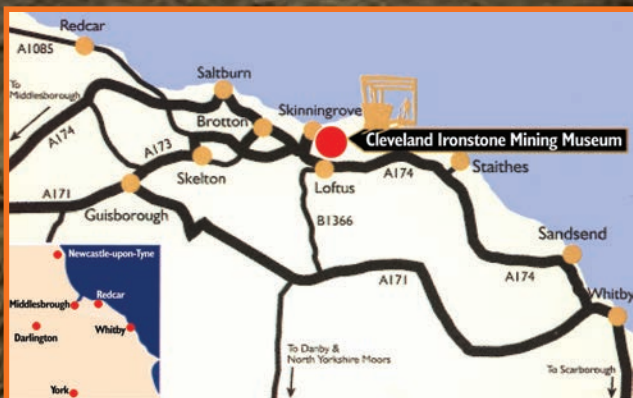 Redcar
A1085
To
Middlesborough
Saltburn
Skinningrove
Brotton
Cleveland Ironstone Mining Museum
A174
A173
Skelton
Loftus
A174
Staithes
A171
Guisborough
B1366
Sandsend
A171
A174
Whitby
To Danby &
North Yorkshire Moors
To Scarborough
Newcastle-upon-Tyne
Middlesbrough
Redcar
Whitby
Darlington
York